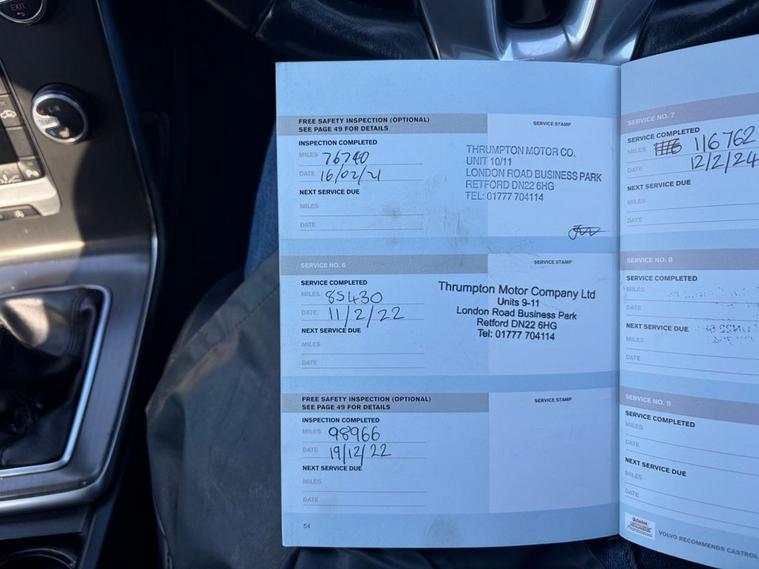 EXIT
FREE SAFETY INSPECTION (OPTIONAL)
SEE PAGE 49 FOR DETAILS
SERVICE STAMP
INSPECTION COMPLETED
MILES 76740
DATE 16/02/21
NEXT SERVICE DUE
MILES
DATE
THRUMPTON MOTOR CO.
UNIT 10/11
LONDON ROAD BUSINESS PARK
RETFORD DN22 6HG
TEL: 01777 704114
SERVICE NO. 6
SERVICE STAMP
SERVICE COMPLETED
MILES 85430
DATE 11/2/22
NEXT SERVICE DUE
MILES
DATE
Thrumpton Motor Company Ltd
Units 9-11
London Road Business Park
Retford DN22 6HG
Tel: 01777 704114
FREE SAFETY INSPECTION (OPTIONAL)
SEE PAGE 49 FOR DETAILS
SERVICE STAMP
INSPECTION COMPLETED
MILES 98966
DATE 19/12/22
NEXT SERVICE DUE
MILES
DATE
54
SERVICE NO. 7
SERVICE COMPLETED
MILES 116762
DATE 12/2/24
NEXT SERVICE DUE
MILES
DATE
SERVICE NO. 8
SERVICE COMPLETED
MILES
DATE
NEXT SERVICE DUE
MILES
DATE
SERVICE NO. 9
SERVICE COMPLETED
MILES
DATE
NEXT SERVICE DUE
MILES
DATE
VOLVO RECOMMENDS CASTROL